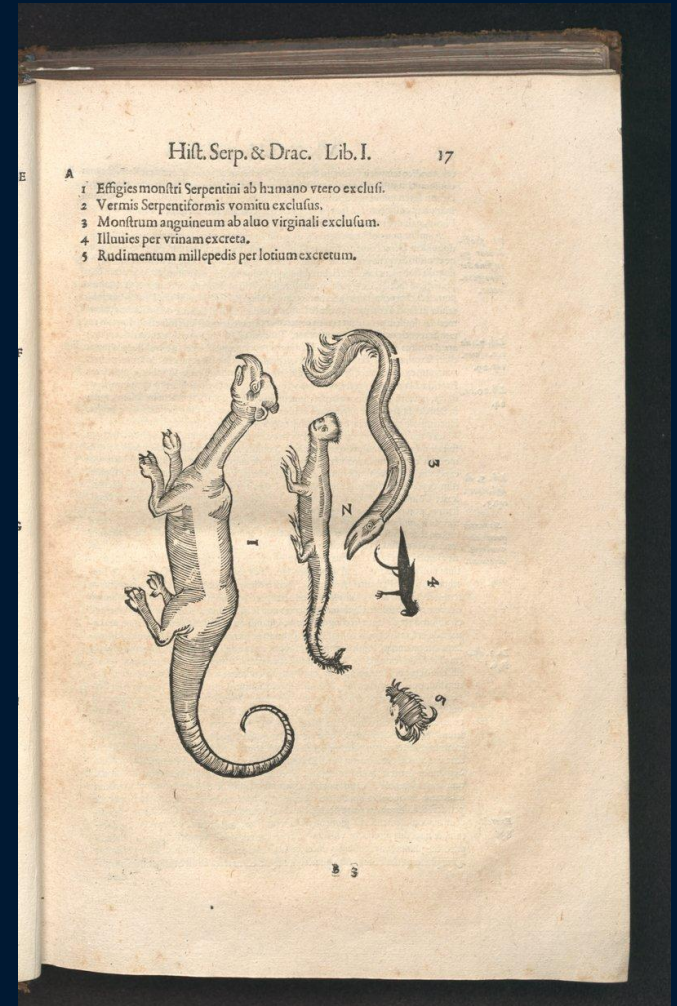 Hist. Serp. & Drac. Lib. I. 17
A
1 Effigies monstri Serpentini ab humano vtero exclusi.
2 Vermis Serpentiformis vomitu exclusus.
3 Monstrum anguineum ab aluo virginali exclusum.
4 Illuuies per vrinam excreta.
5 Rudimentum millepedis per lotium excretum.
3
2
1
4
5
B 3
E
F
G